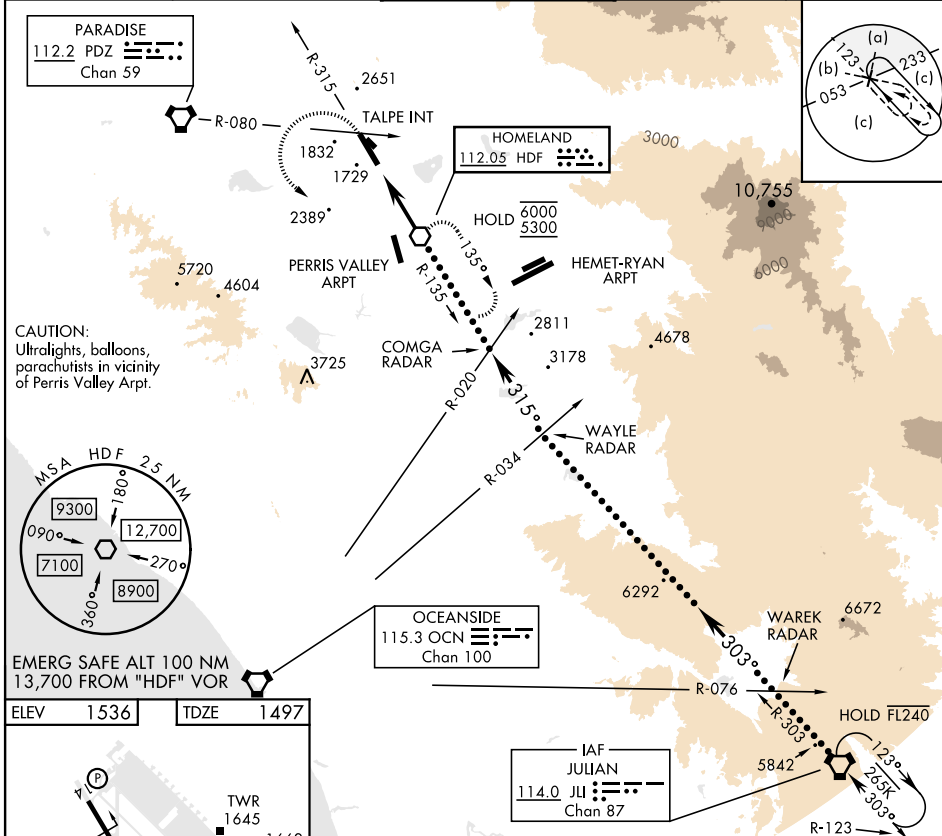 PARADISE
112.2 PDZ
Chan 59
R-315
2651
TALPE INT
R-080
1832
1729
2389
HOMELAND
112.05 HDF
HOLD 6000
5300
135°
R-135
PERRIS VALLEY
ARPT
HEMET-RYAN
ARPT
3000
10,755
9000
6000
(a)
123
233
(b)
(c)
053
(c)
5720
4604
CAUTION:
Ultralights, balloons,
parachutists in vicinity
of Perris Valley Arpt.
3725
COMGA
RADAR
2811
3178
4678
R-020
315°
R-034
WAYLE
RADAR
MSA HDF 25 NM
180°
9300
12,700
090°
270°
7100
8900
360°
EMERG SAFE ALT 100 NM
13,700 FROM "HDF" VOR
OCEANSIDE
115.3 OCN
Chan 100
6292
6672
WAREK
RADAR
303°
R-076
R-303
HOLD FL240
5842
123°
265K
303°
R-123
IAF
JULIAN
114.0 JLI
Chan 87
ELEV 1536
TDZE 1497
P
14
TWR
1645